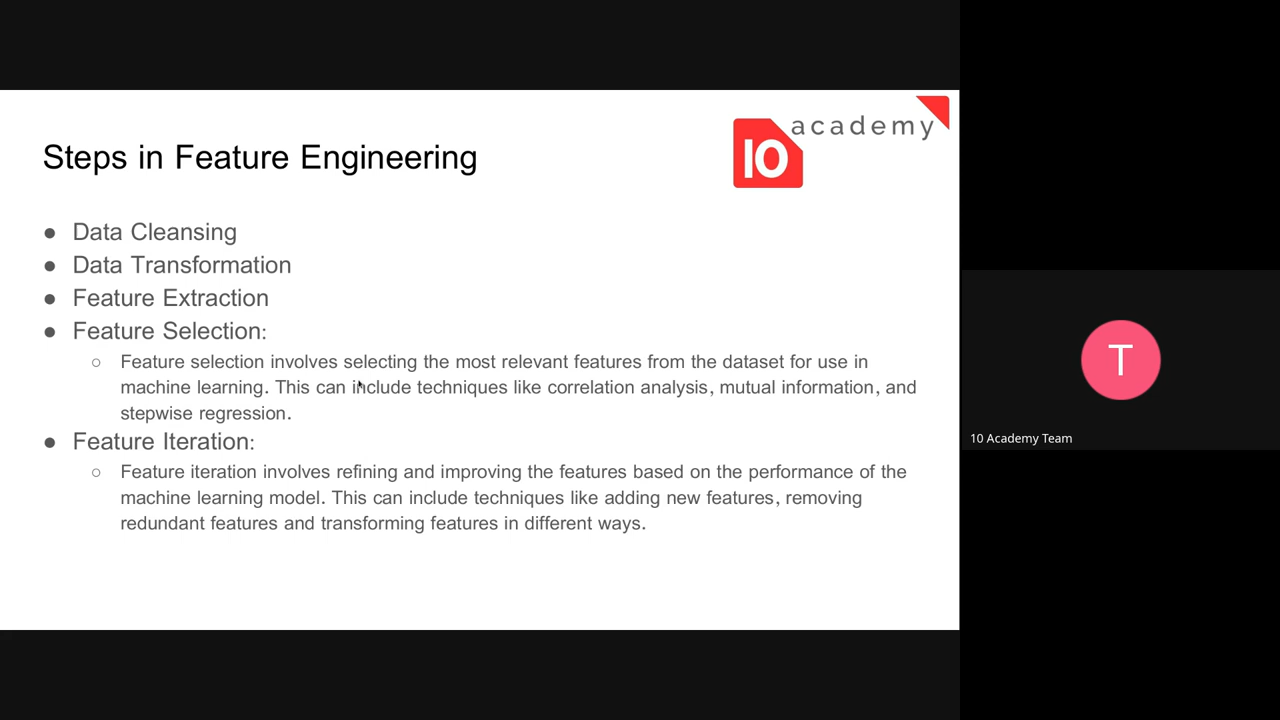 10 academy
Steps in Feature Engineering
● Data Cleansing
● Data Transformation
● Feature Extraction
● Feature Selection:
○ Feature selection involves selecting the most relevant features from the dataset for use in
machine learning. This can include techniques like correlation analysis, mutual information, and
stepwise regression.
● Feature Iteration:
○ Feature iteration involves refining and improving the features based on the performance of the
machine learning model. This can include techniques like adding new features, removing
redundant features and transforming features in different ways.
T
10 Academy Team